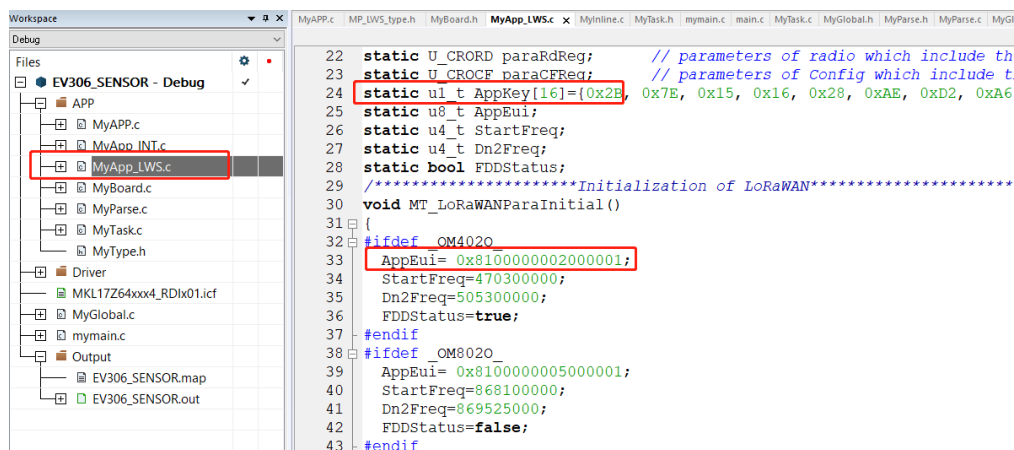 Workspace
Debug
Files
EV306_SENSOR - Debug
APP
MyAPP.c
MyApp_INT.c
MyApp_LWS.c
MyBoard.c
MyParse.c
MyTask.c
MyType.h
Driver
MKL17Z64xxx4_RDIx01.icf
MyGlobal.c
mymain.c
Output
EV306_SENSOR.map
EV306_SENSOR.out
MyAPP.c MP_LWS_type.h MyBoard.h MyApp_LWS.c x MyInline.c MyTask.h mymain.c main.c MyTask.c MyGlobal.h MyParse.h MyParse.c MyGl
22 static U_CRORD paraRdReg; // parameters of radio which include th
23 static U_CROCF paraCFReg; // parameters of Config which include t
24 static u1_t AppKey[16]={0x2B, 0x7E, 0x15, 0x16, 0x28, 0xAE, 0xD2, 0xA6
25 static u8_t AppEui;
26 static u4_t StartFreq;
27 static u4_t Dn2Freq;
28 static bool FDDStatus;
29 /**********************Initialization of LoRaWAN**********************
30 void MT_LoRaWANParaInitial()
31 {
32 #ifdef _OM402O_
33 AppEui= 0x8100000002000001;
34 StartFreq=470300000;
35 Dn2Freq=505300000;
36 FDDStatus=true;
37 #endif
38 #ifdef _OM802O_
39 AppEui= 0x8100000005000001;
40 StartFreq=868100000;
41 Dn2Freq=869525000;
42 FDDStatus=false;
43 #endif